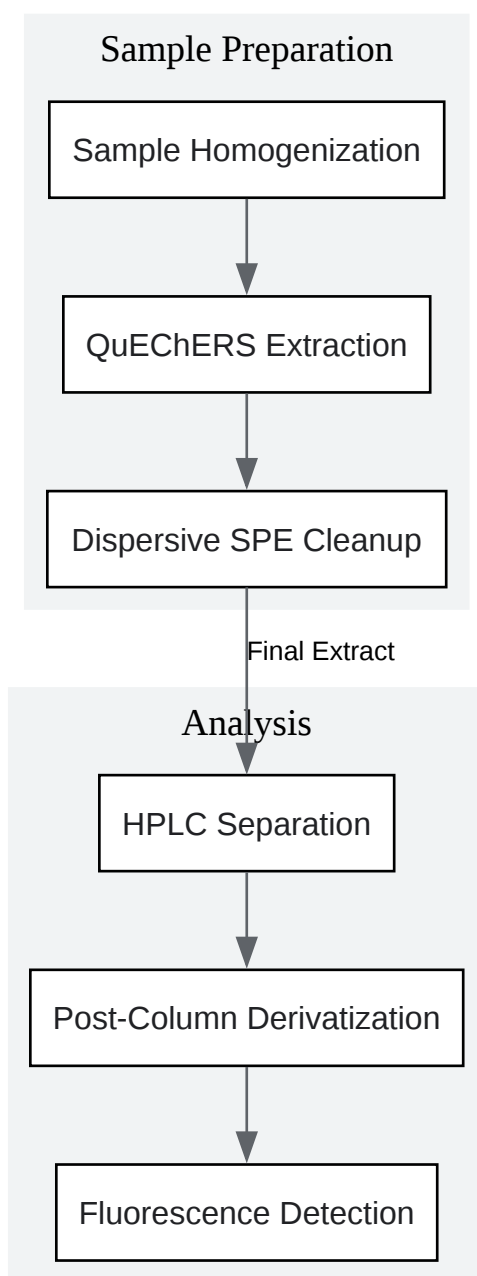 Sample Preparation
Sample Homogenization
QuEChERS Extraction
Dispersive SPE Cleanup
Final Extract
Analysis
HPLC Separation
Post-Column Derivatization
Fluorescence Detection